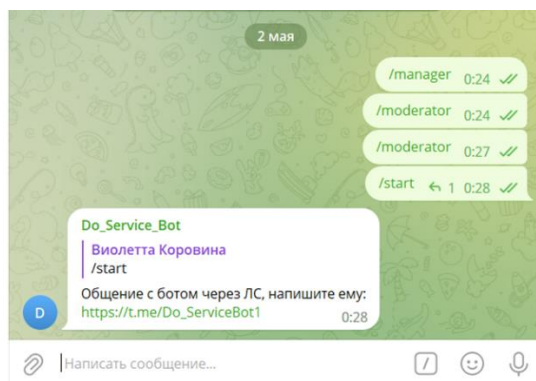 2 мая
/manager 0:24
/moderator 0:24
/moderator 0:27
/start 1 0:28
Do_Service_Bot
Виолетта Коровина
/start
Общение с ботом через ЛС, напишите ему:
https://t.me/Do_ServiceBot1 0:28
D
Написать сообщение...
/